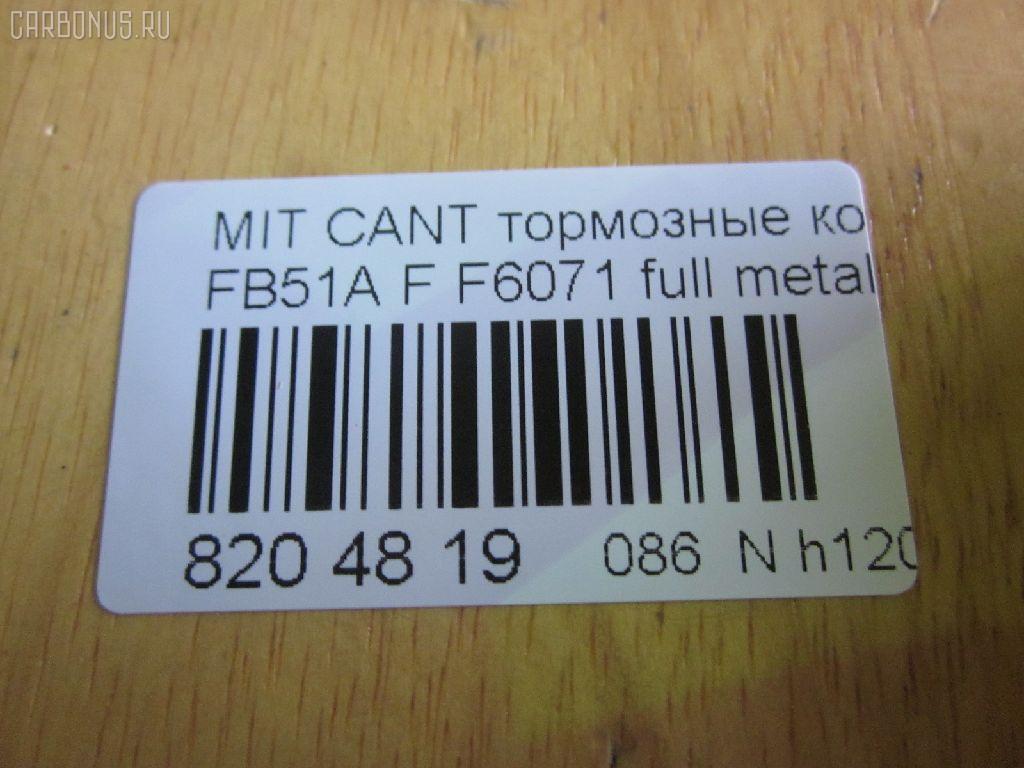 CARBONUS.RU
MIT CANT тормозные ко
FB51A F F6071 full metal
820 48 19 086 N h120